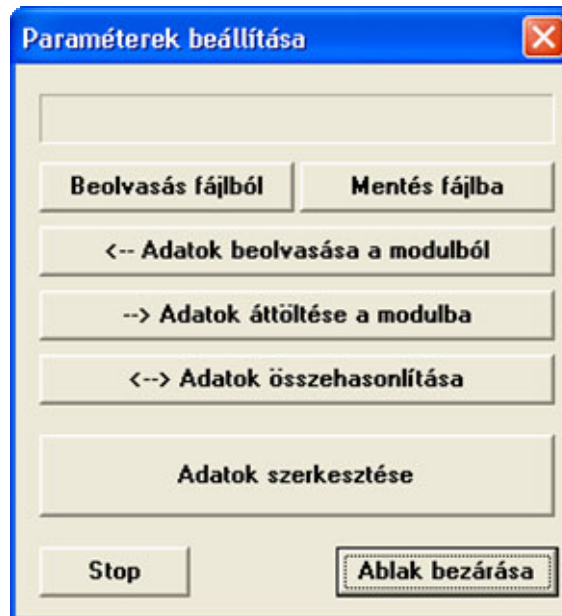 Paraméterek beállítása
Beolvasás fájlból Mentés fájlba
<-- Adatok beolvasása a modulból
--> Adatok áttöltése a modulba
<--> Adatok összehasonlítása
Adatok szerkesztése
Stop Ablak bezárása